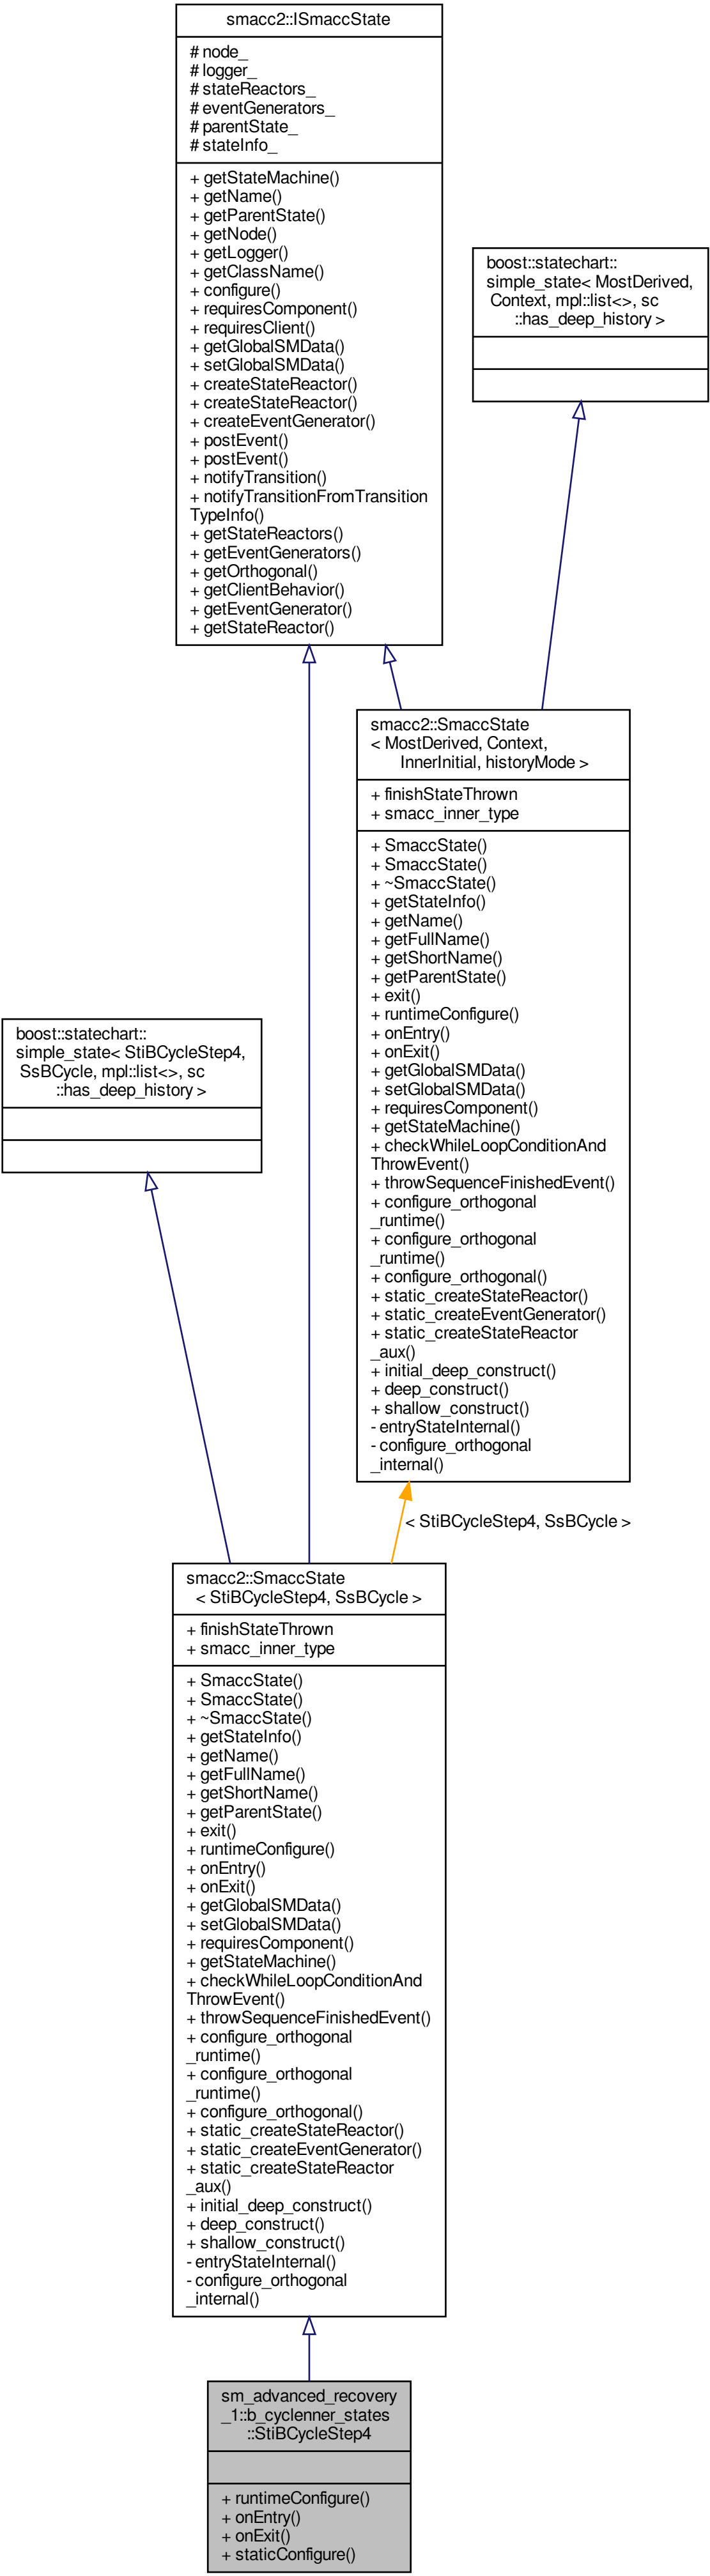 smacc2::ISmaccState
# node_
# logger_
# stateReactors_
# eventGenerators_
# parentState_
# stateInfo_
+ getStateMachine()
+ getName()
+ getParentState()
+ getNode()
+ getLogger()
+ getClassName()
+ configure()
+ requiresComponent()
+ requiresClient()
+ getGlobalSMData()
+ setGlobalSMData()
+ createStateReactor()
+ createStateReactor()
+ createEventGenerator()
+ postEvent()
+ postEvent()
+ notifyTransition()
+ notifyTransitionFromTransition
TypeInfo()
+ getStateReactors()
+ getEventGenerators()
+ getOrthogonal()
+ getClientBehavior()
+ getEventGenerator()
+ getStateReactor()
boost::statechart::
simple_state< MostDerived,
Context, mpl::list<>, sc
::has_deep_history >
smacc2::SmaccState
< MostDerived, Context,
InnerInitial, historyMode >
+ finishStateThrown
+ smacc_inner_type
+ SmaccState()
+ SmaccState()
+ ~SmaccState()
+ getStateInfo()
+ getName()
+ getFullName()
+ getShortName()
+ getParentState()
+ exit()
+ runtimeConfigure()
+ onEntry()
+ onExit()
+ getGlobalSMData()
+ setGlobalSMData()
+ requiresComponent()
+ getStateMachine()
+ checkWhileLoopConditionAnd
ThrowEvent()
+ throwSequenceFinishedEvent()
+ configure_orthogonal
_runtime()
+ configure_orthogonal
_runtime()
+ configure_orthogonal()
+ static_createStateReactor()
+ static_createEventGenerator()
+ static_createStateReactor
_aux()
+ initial_deep_construct()
+ deep_construct()
+ shallow_construct()
- entryStateInternal()
- configure_orthogonal
_internal()
boost::statechart::
simple_state< StiBCycleStep4,
SsBCycle, mpl::list<>, sc
::has_deep_history >
< StiBCycleStep4, SsBCycle >
smacc2::SmaccState
< StiBCycleStep4, SsBCycle >
+ finishStateThrown
+ smacc_inner_type
+ SmaccState()
+ SmaccState()
+ ~SmaccState()
+ getStateInfo()
+ getName()
+ getFullName()
+ getShortName()
+ getParentState()
+ exit()
+ runtimeConfigure()
+ onEntry()
+ onExit()
+ getGlobalSMData()
+ setGlobalSMData()
+ requiresComponent()
+ getStateMachine()
+ checkWhileLoopConditionAnd
ThrowEvent()
+ throwSequenceFinishedEvent()
+ configure_orthogonal
_runtime()
+ configure_orthogonal
_runtime()
+ configure_orthogonal()
+ static_createStateReactor()
+ static_createEventGenerator()
+ static_createStateReactor
_aux()
+ initial_deep_construct()
+ deep_construct()
+ shallow_construct()
- entryStateInternal()
- configure_orthogonal
_internal()
sm_advanced_recovery
_1::b_cyclenner_states
::StiBCycleStep4
+ runtimeConfigure()
+ onEntry()
+ onExit()
+ staticConfigure()